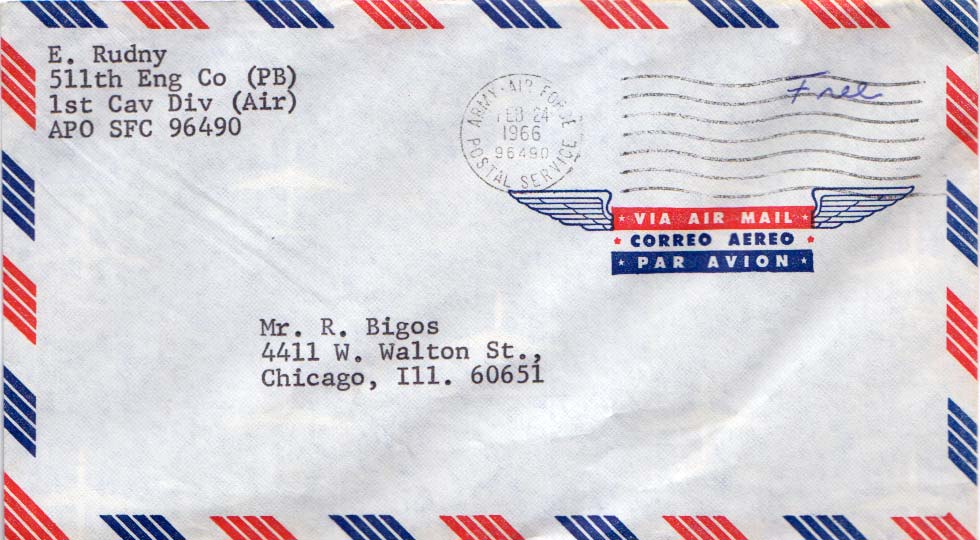 E. Rudny
511th Eng Co (PB)
1st Cav Div (Air)
APO SFC 96490
ARMY-AIR FORCE
FEB 24
1966
96490
POSTAL SERVICE
Free
VIA AIR MAIL
CORREO AEREO
PAR AVION
Mr. R. Bigos
4411 W. Walton St.,
Chicago, Ill. 60651